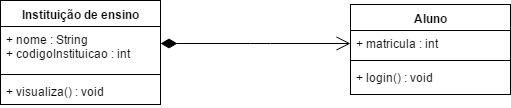 Instituição de ensino
+ nome : String
+ codigoInstituicao : int
+ visualiza() : void
Aluno
+ matricula : int
+ login() : void